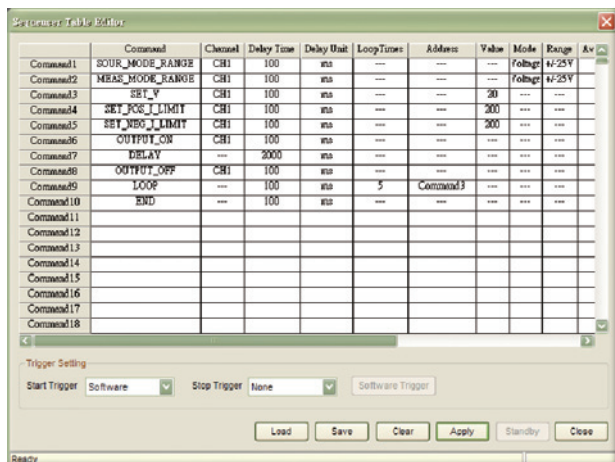 Sequencer Table Editor
Command Channel Delay Time Delay Unit LoopTimes Address Value Mode Range Av
Command1 SOUR_MODE_RANGE CH1 100 ms --- --- --- Voltage +/-25V
Command2 MEAS_MODE_RANGE CH1 100 ms --- --- --- Voltage +/-25V
Command3 SET_V CH1 100 ms --- --- 20 --- ---
Command4 SET_POS_I_LIMIT CH1 100 ms --- --- 200 --- ---
Command5 SET_NEG_I_LIMIT CH1 100 ms --- --- 200 --- ---
Command6 OUTPUT_ON CH1 100 ms --- --- --- --- ---
Command7 DELAY --- 2000 ms --- --- --- --- ---
Command8 OUTPUT_OFF CH1 100 ms --- --- --- --- ---
Command9 LOOP --- 100 ms 5 Command3 --- --- ---
Command10 END --- 100 ms --- --- --- --- ---
Command11
Command12
Command13
Command14
Command15
Command16
Command17
Command18
Trigger Setting
Start Trigger Software Stop Trigger None Software Trigger
Load Save Clear Apply Standby Close
Ready